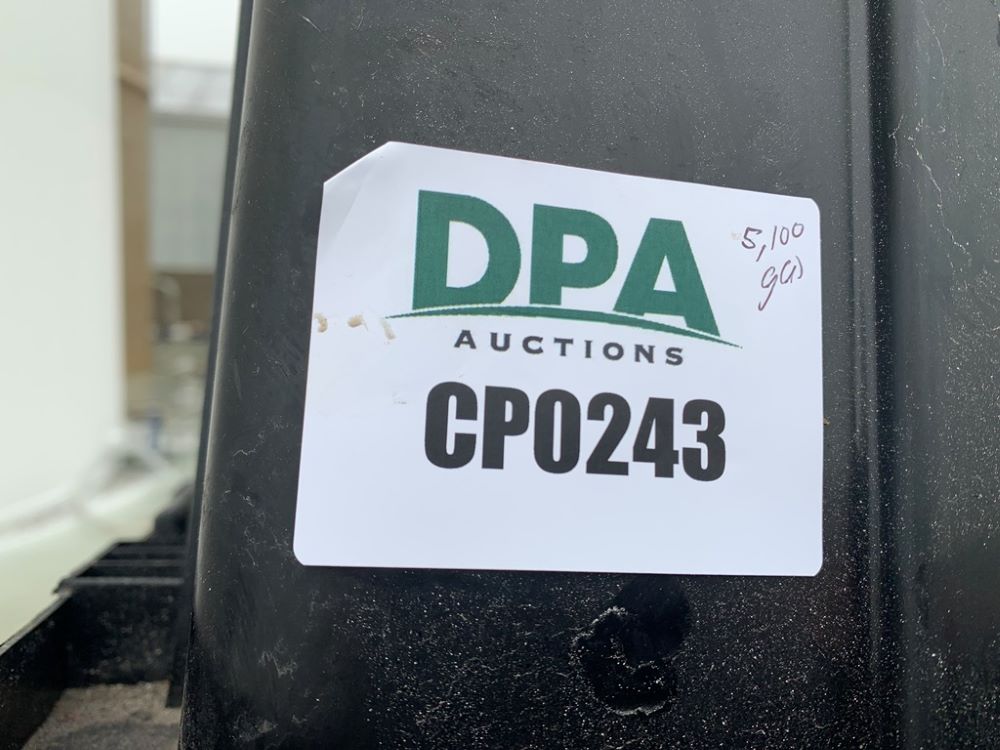 DPA
AUCTIONS
5,100
gal
CP0243